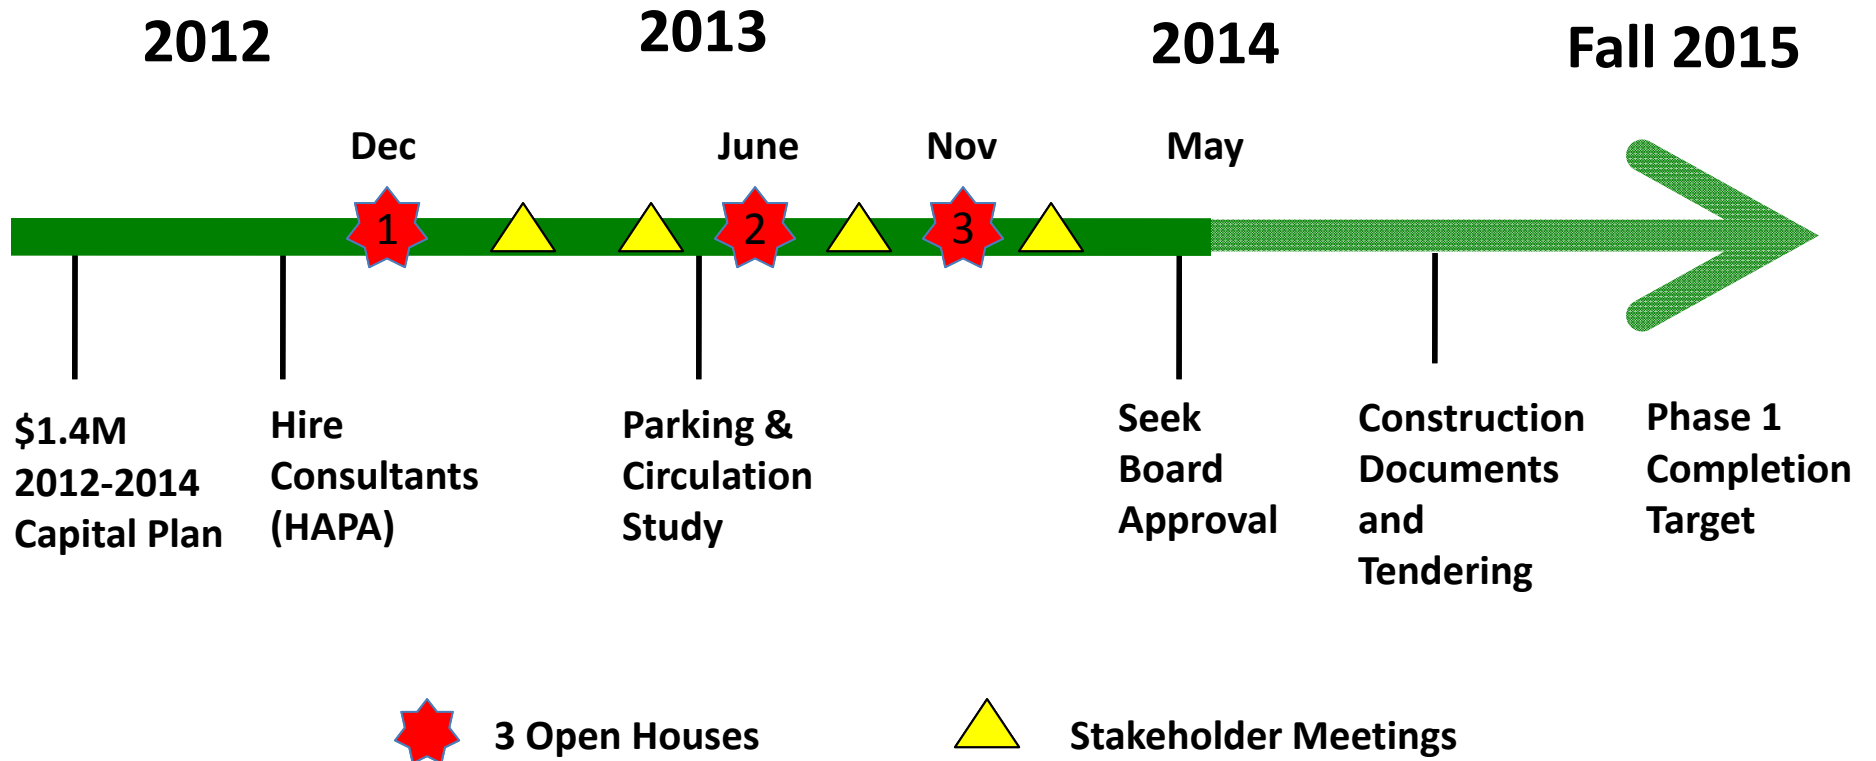 2012
2013
2014
Fall 2015
Dec
June
Nov
May
1
2
3
$1.4M
2012-2014
Capital Plan
Hire
Consultants
(HAPA)
Parking &
Circulation
Study
Seek
Board
Approval
Construction
Documents
and
Tendering
Phase 1
Completion
Target
3 Open Houses
Stakeholder Meetings